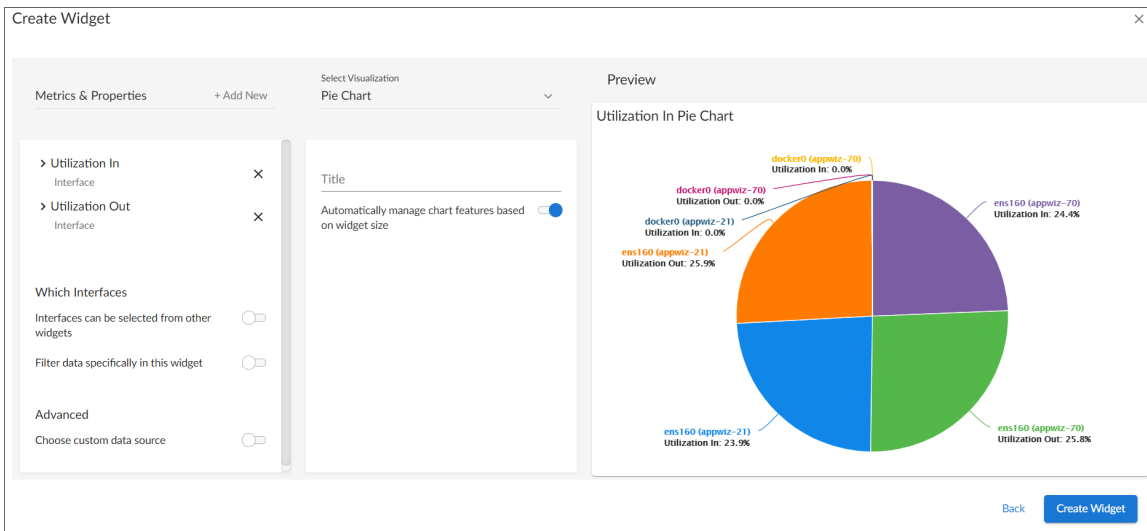 Create Widget
Metrics & Properties
+ Add New
Utilization In
Interface
Utilization Out
Interface
Which Interfaces
Interfaces can be selected from other
widgets
Filter data specifically in this widget
Advanced
Choose custom data source
Select Visualization
Pie Chart
Title
Automatically manage chart features based
on widget size
Preview
Utilization In Pie Chart
docker0 (appwiz-70)
Utilization In: 0.0%
docker0 (appwiz-70)
Utilization Out: 0.0%
docker0 (appwiz-21)
Utilization In: 0.0%
ens160 (appwiz-21)
Utilization Out: 25.9%
ens160 (appwiz-70)
Utilization In: 24.4%
ens160 (appwiz-21)
Utilization In: 23.9%
ens160 (appwiz-70)
Utilization Out: 25.8%
Back
Create Widget